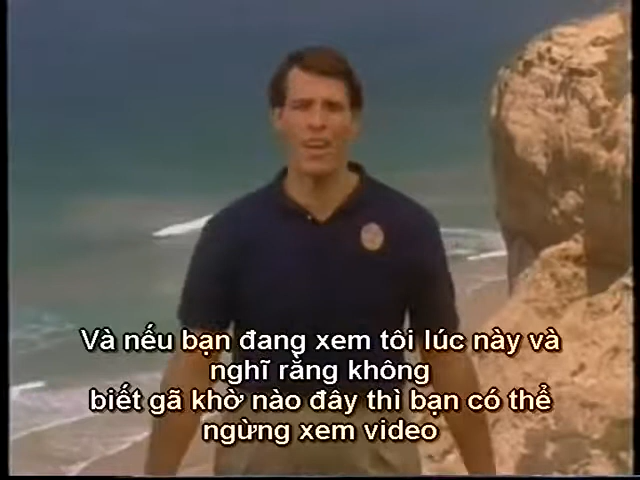 Và nếu bạn đang xem tôi lúc này và
nghĩ rằng không
biết gã khờ nào đây thì bạn có thể
ngừng xem video